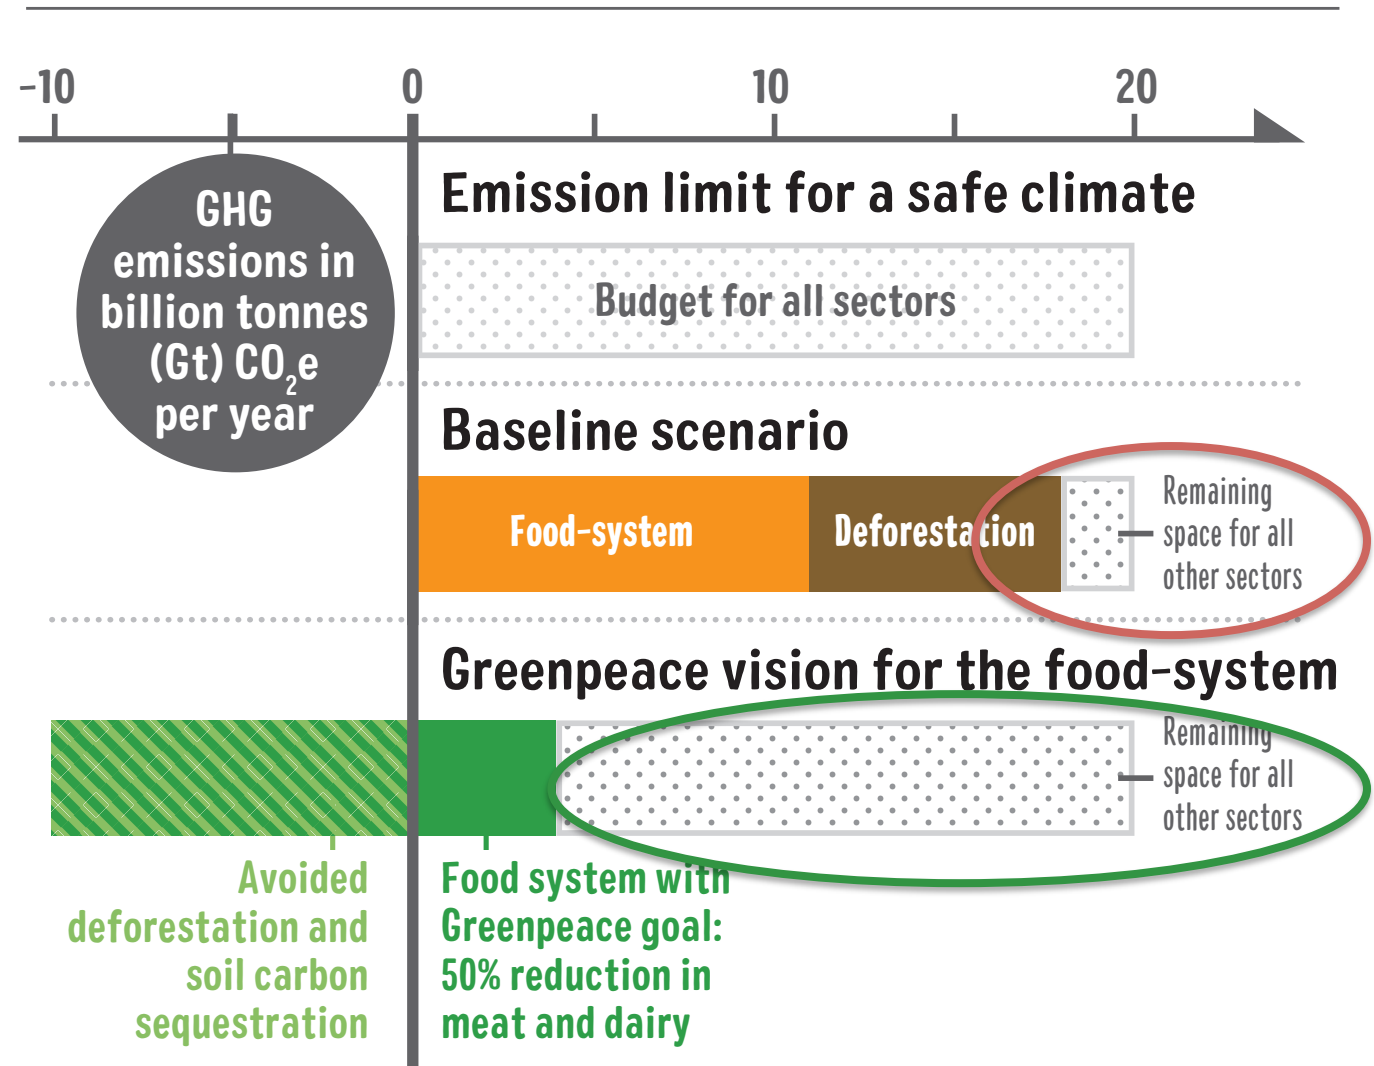 -10 0 10 20
GHG
emissions in
billion tonnes
(Gt) CO₂e
per year
Emission limit for a safe climate
Budget for all sectors
Baseline scenario
Food-system
Deforestation
Remaining
space for all
other sectors
Greenpeace vision for the food-system
Remaining
space for all
other sectors
Avoided
deforestation and
soil carbon
sequestration
Food system with
Greenpeace goal:
50% reduction in
meat and dairy